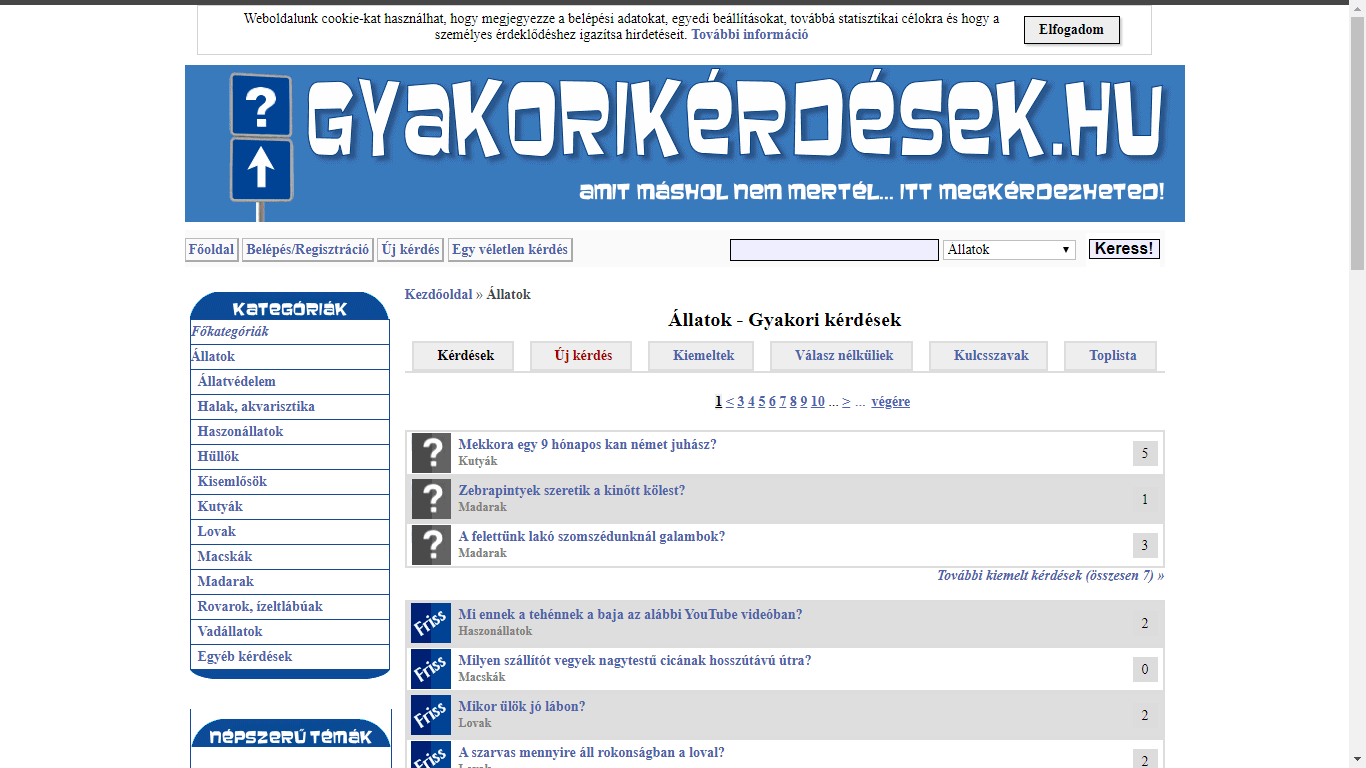 Weboldalunk cookie-kat használhat, hogy megjegyezze a belépési adatokat, egyedi beállításokat, továbbá statisztikai célokra és hogy a
személyes érdeklődéshez igazítsa hirdetéseit. További információ
Elfogadom
?
GYAKORIKÉRDÉSEK.HU
AMIT MÁSHOL NEM MERTÉL... ITT MEGKÉRDEZHETED!
Főoldal Belépés/Regisztráció Új kérdés Egy véletlen kérdés
Állatok
Keress!
Kategóriák
Főkategóriák
Állatok
Állatvédelem
Halak, akvarisztika
Haszonállatok
Hüllők
Kisemlősök
Kutyák
Lovak
Macskák
Madarak
Rovarok, ízeltlábúak
Vadállatok
Egyéb kérdések
Népszerű témák
Kezdőoldal » Állatok
Állatok - Gyakori kérdések
Kérdések Új kérdés Kiemeltek Válasz nélküliek Kulcsszavak Toplista
1 < 3 4 5 6 7 8 9 10 ... > ... végére
? Mekkora egy 9 hónapos kan német juhász? 5
Kutyák
? Zebrapintyek szeretik a kinőtt kölest? 1
Madarak
? A felettünk lakó szomszédunknál galambok? 3
Madarak
További kiemelt kérdések (összesen 7) »
Friss Mi ennek a tehénnek a baja az alábbi YouTube videóban? 2
Haszonállatok
Friss Milyen szállítót vegyek nagytestű cicának hosszútávú útra? 0
Macskák
Friss Mikor ülök jó lábon? 2
Lovak
Friss A szarvas mennyire áll rokonságban a loval? 2
Lovak